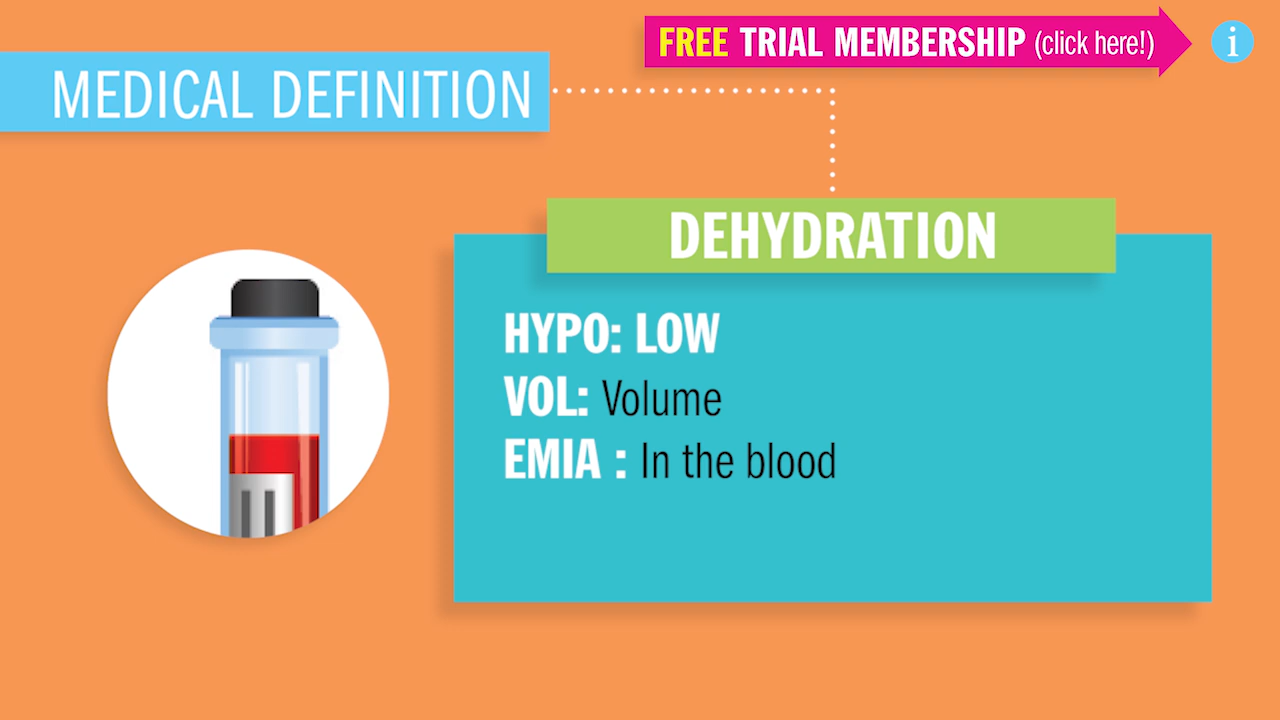 FREE TRIAL MEMBERSHIP (click here!) i
MEDICAL DEFINITION
DEHYDRATION
HYPO: LOW
VOL: Volume
EMIA : In the blood